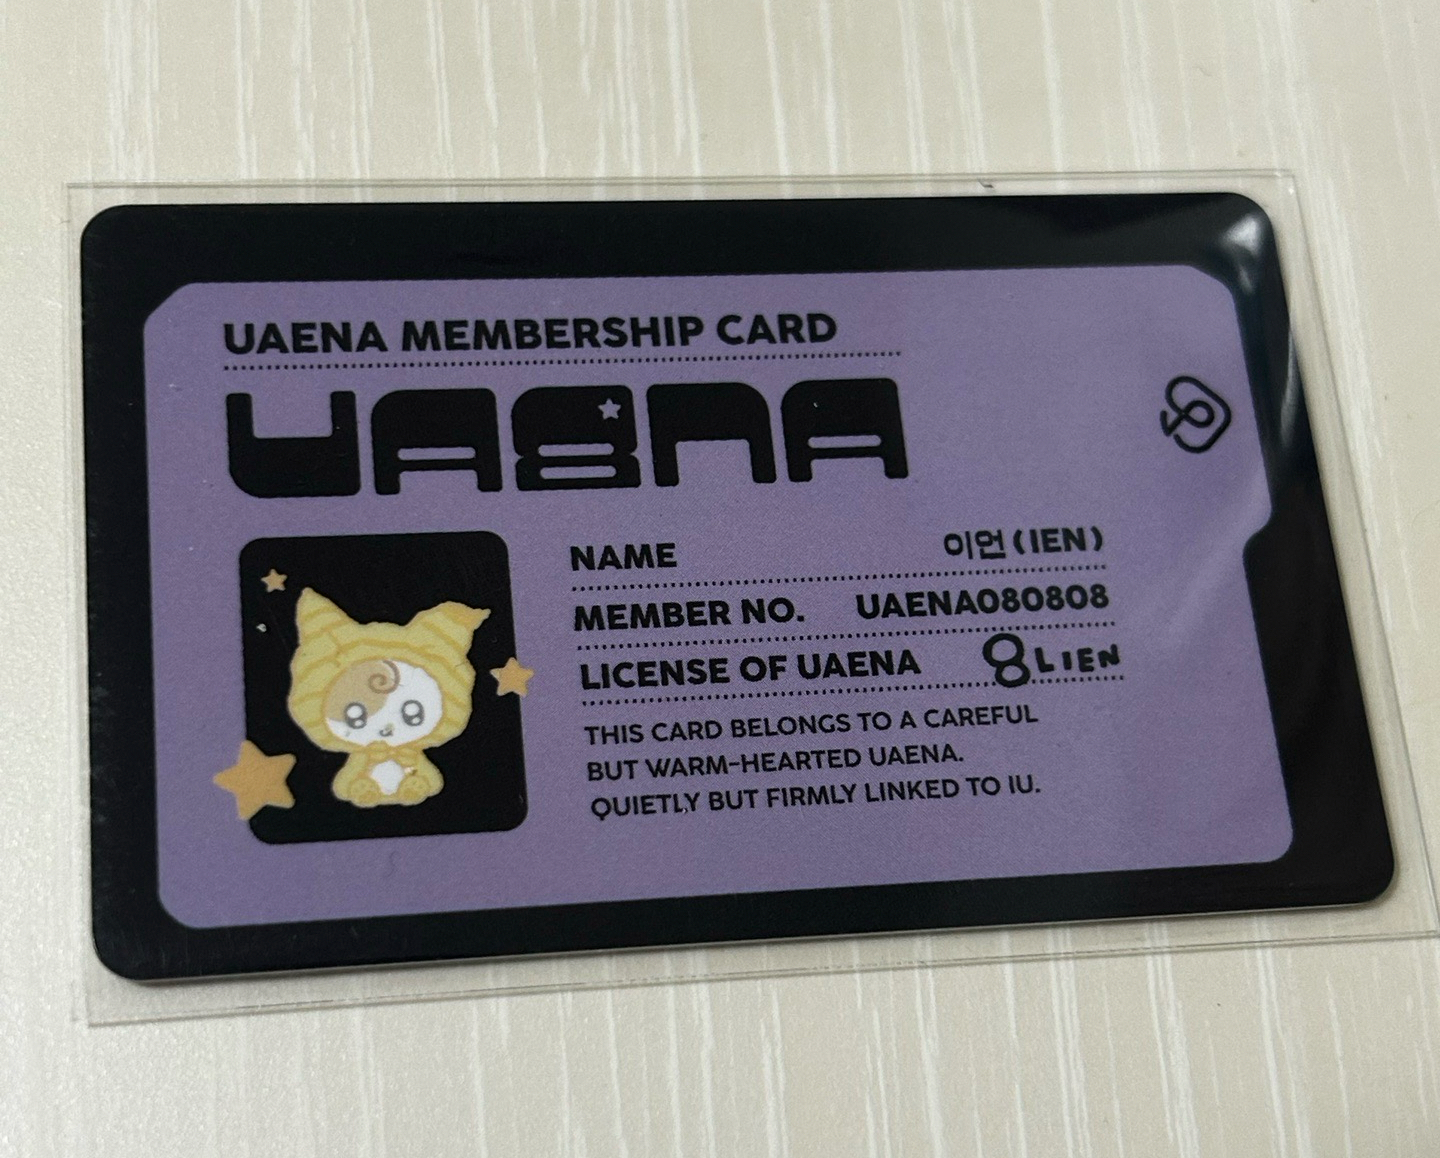 UAENA MEMBERSHIP CARD
UA8NA
NAME 이언(IEN)
MEMBER NO. UAENA080808
LICENSE OF UAENA 8LIEN
THIS CARD BELONGS TO A CAREFUL
BUT WARM-HEARTED UAENA.
QUIETLY BUT FIRMLY LINKED TO IU.